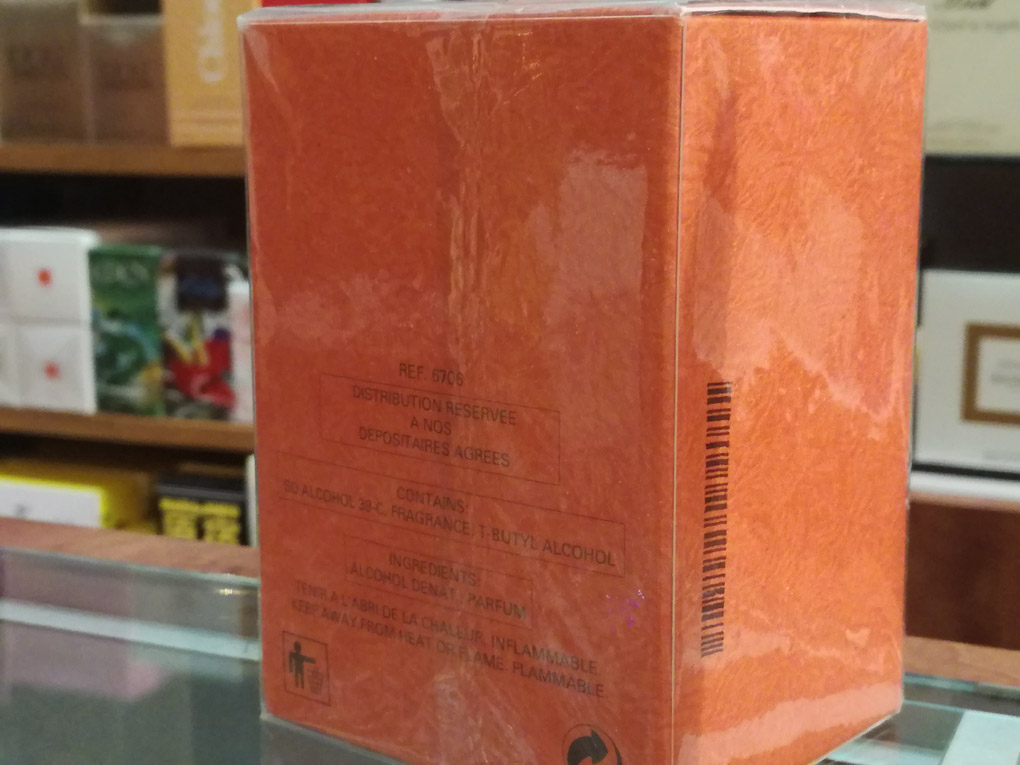 REF. 6706
DISTRIBUTION RESERVEE
A NOS
DEPOSITAIRES AGREES
CONTAINS:
SD ALCOHOL 39-C, FRAGRANCE, T-BUTYL ALCOHOL
INGREDIENTS:
ALCOHOL DENAT., PARFUM
TENIR A L'ABRI DE LA CHALEUR. INFLAMMABLE.
KEEP AWAY FROM HEAT OR FLAME. FLAMMABLE.